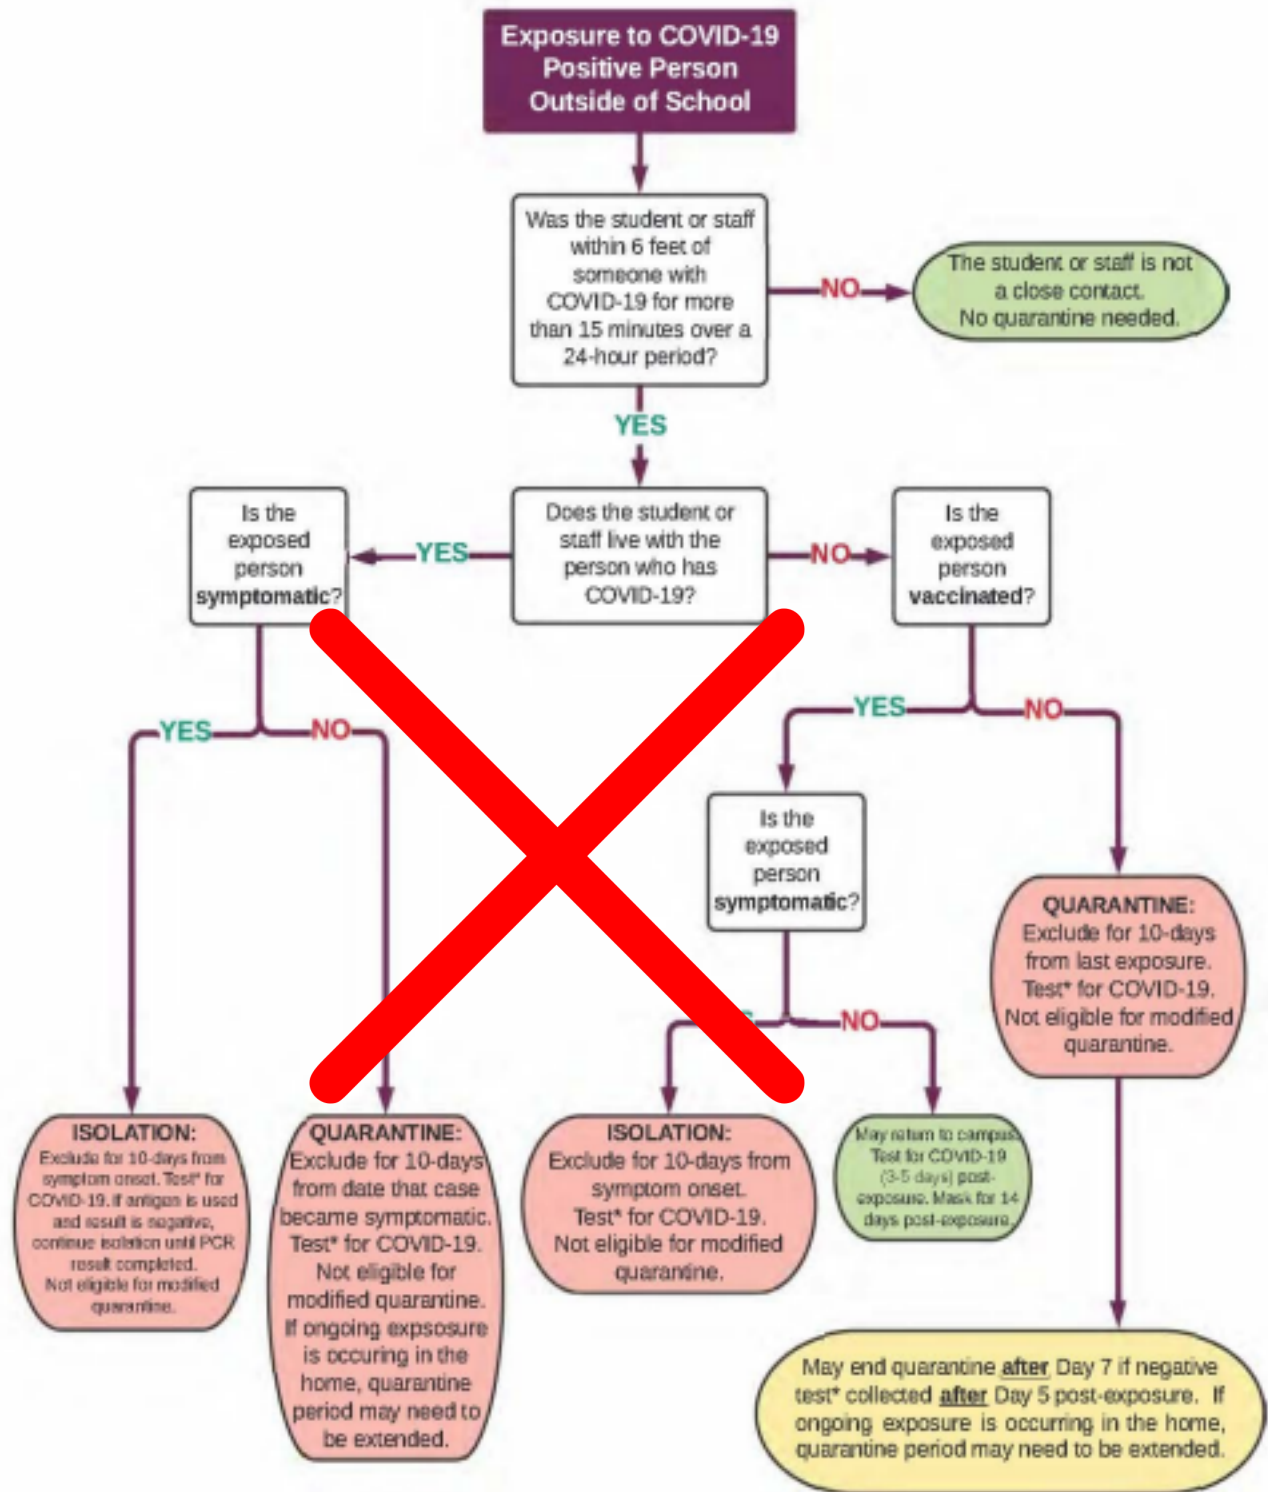 Exposure to COVID-19
Positive Person
Outside of School
Was the student or staff
within 6 feet of
someone with
COVID-19 for more
than 15 minutes over a
24-hour period?
NO
The student or staff is not
a close contact.
No quarantine needed.
YES
Is the
exposed
person
symptomatic?
YES
Does the student or
staff live with the
person who has
COVID-19?
NO
Is the
exposed
person
vaccinated?
YES
NO
YES
NO
Is the
exposed
person
symptomatic?
NO
QUARANTINE:
Exclude for 10-days
from last exposure.
Test* for COVID-19.
Not eligible for modified
quarantine.
ISOLATION:
Exclude for 10-days from
symptom onset. Test* for
COVID-19. If antigen is used
and result is negative,
continue isolation until PCR
result completed.
Not eligible for modified
quarantine.
QUARANTINE:
Exclude for 10-days
from date that case
became symptomatic.
Test* for COVID-19.
Not eligible for
modified quarantine.
If ongoing expsosure
is occuring in the
home, quarantine
period may need to
be extended.
ISOLATION:
Exclude for 10-days from
symptom onset.
Test* for COVID-19.
Not eligible for modified
quarantine.
May return to campus.
Test for COVID-19
(3-5 days) post-
exposure. Mask for 14
days post-exposure.
May end quarantine after Day 7 if negative
test* collected after Day 5 post-exposure. If
ongoing exposure is occurring in the home,
quarantine period may need to be extended.